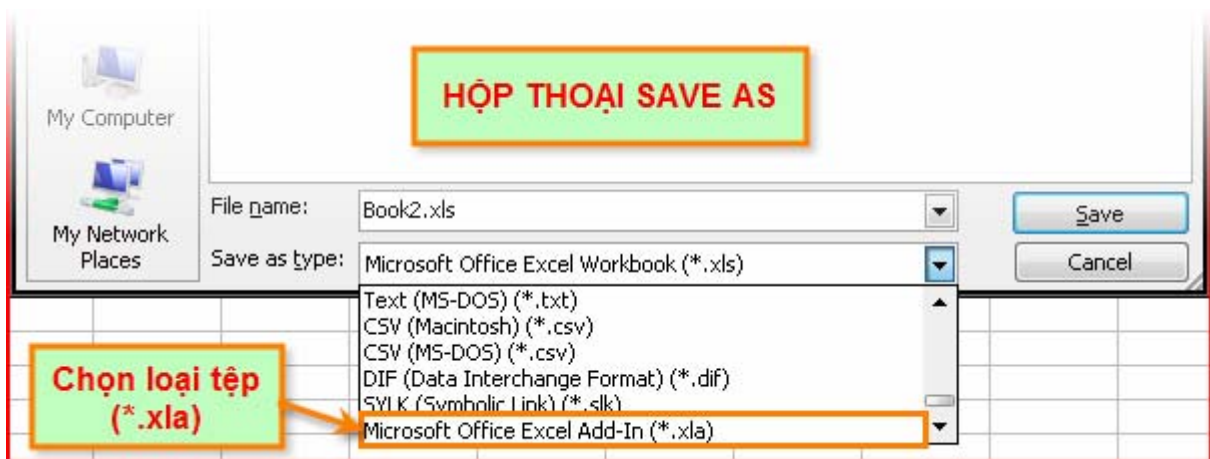 HỘP THOẠI SAVE AS
My Computer
My Network
Places
File name:
Book2.xls
Save
Save as type:
Microsoft Office Excel Workbook (*.xls)
Cancel
Text (MS-DOS) (*.txt)
CSV (Macintosh) (*.csv)
CSV (MS-DOS) (*.csv)
DIF (Data Interchange Format) (*.dif)
SYLK (Symbolic Link) (*.slk)
Microsoft Office Excel Add-In (*.xla)
Chọn loại tệp
(*.xla)